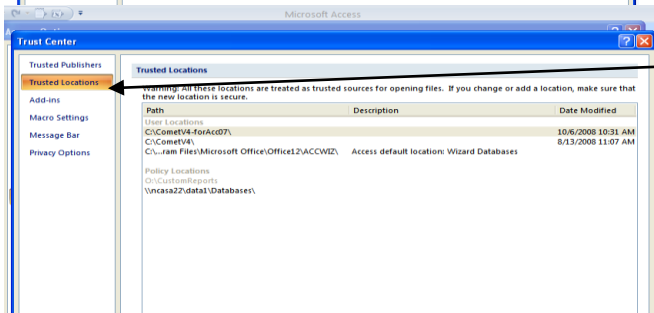 Microsoft Access
Trust Center
Trusted Publishers
Trusted Locations
Add-ins
Macro Settings
Message Bar
Privacy Options
Trusted Locations
Warning: All these locations are treated as trusted sources for opening files. If you change or add a location, make sure that
the new location is secure.
Path Description Date Modified
User Locations
C:\CometV4-forAcc07\ 10/6/2008 10:31 AM
C:\CometV4\ 8/13/2008 11:07 AM
C:\...ram Files\Microsoft Office\Office12\ACCWIZ\ Access default location: Wizard Databases
Policy Locations
O:\CustomReports
\\ncasa22\data1\Databases\